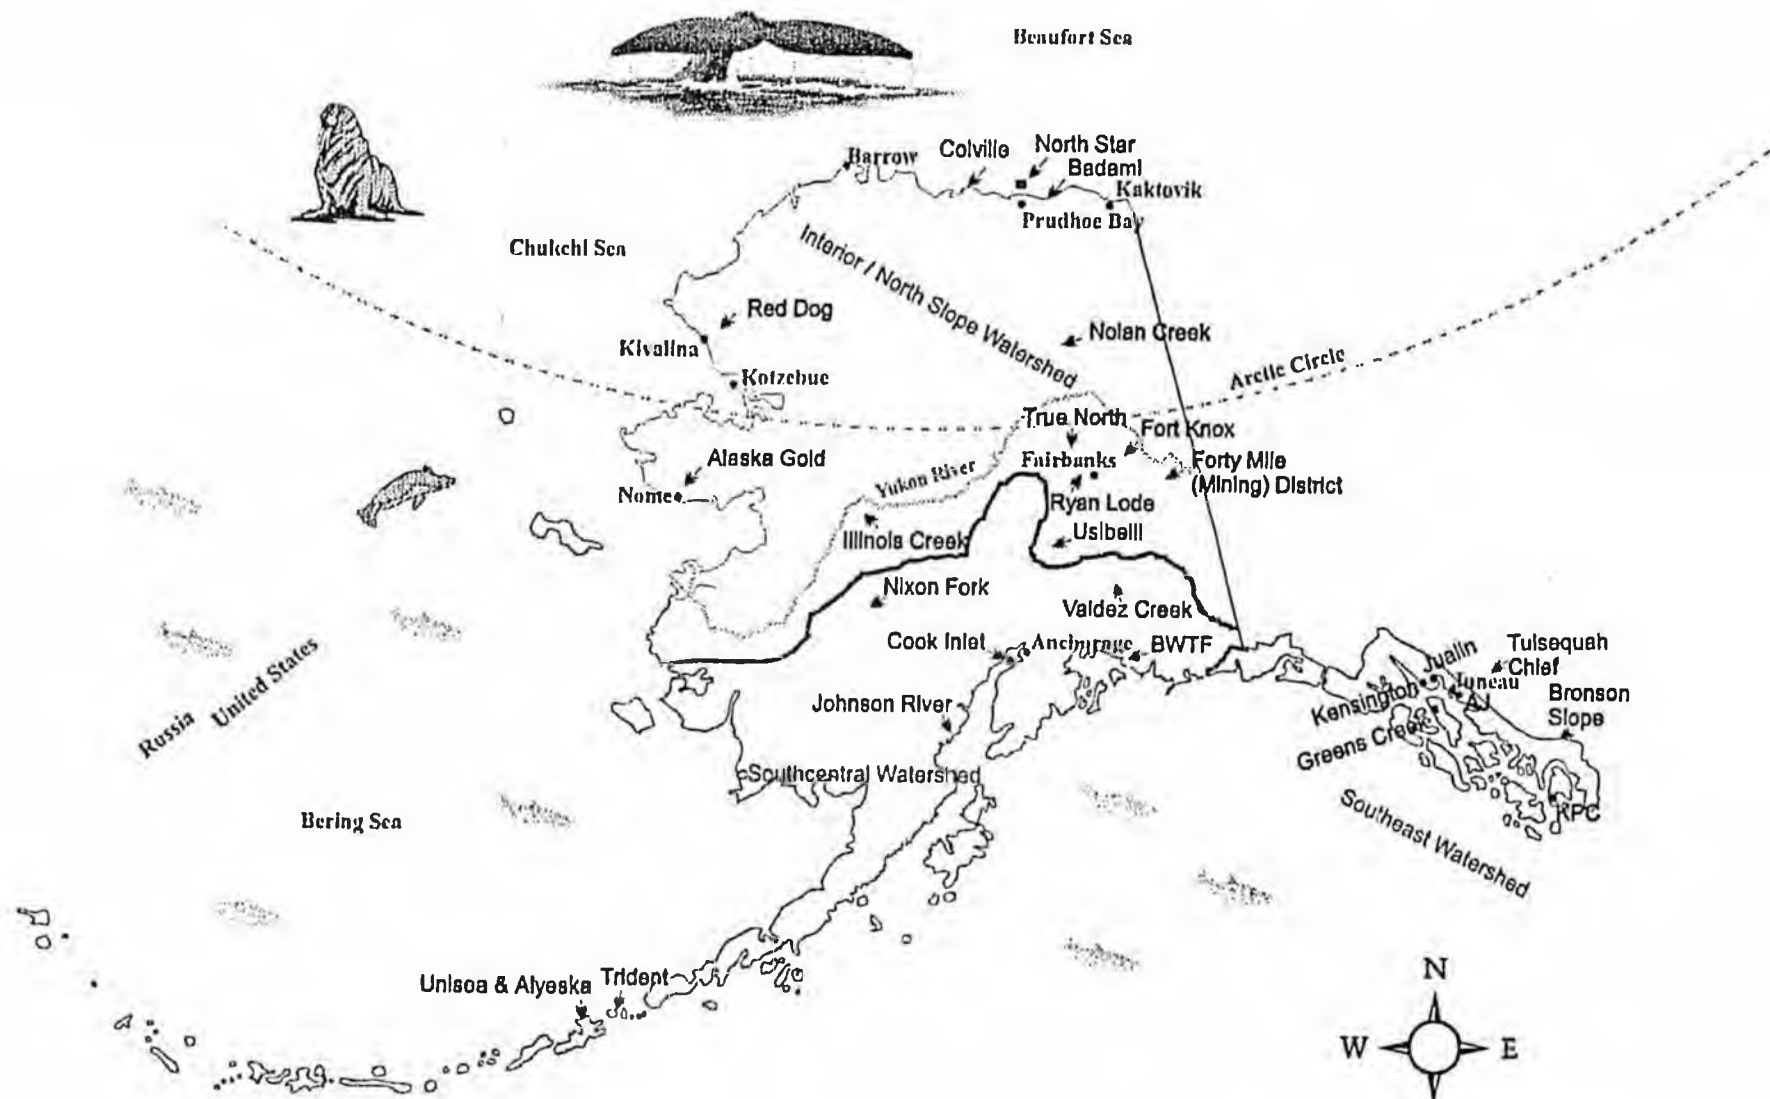 Beaufort Sea
Barrow
Colville
North Star
Badami
Kaktovik
Prudhoe Bay
Chukchi Sea
Interior / North Slope Watershed
Red Dog
Kivalina
Nolan Creek
Kotzebue
Arctic Circle
True North
Fort Knox
Alaska Gold
Nome
Yukon River
Fairbanks
Forty Mile
(Mining) District
Ryan Lode
Usibelli
Illinois Creek
Nixon Fork
Valdez Creek
Cook Inlet
Anchorage
BWTF
Jualin
Tulsequah
Chief
Juneau
AJ
Kensington
Bronson
Slope
Greens Creek
Johnson River
Russia
United States
Southcentral Watershed
Bering Sea
KPC
Southeast Watershed
Unisea & Alyeska
Trident
N
W
E